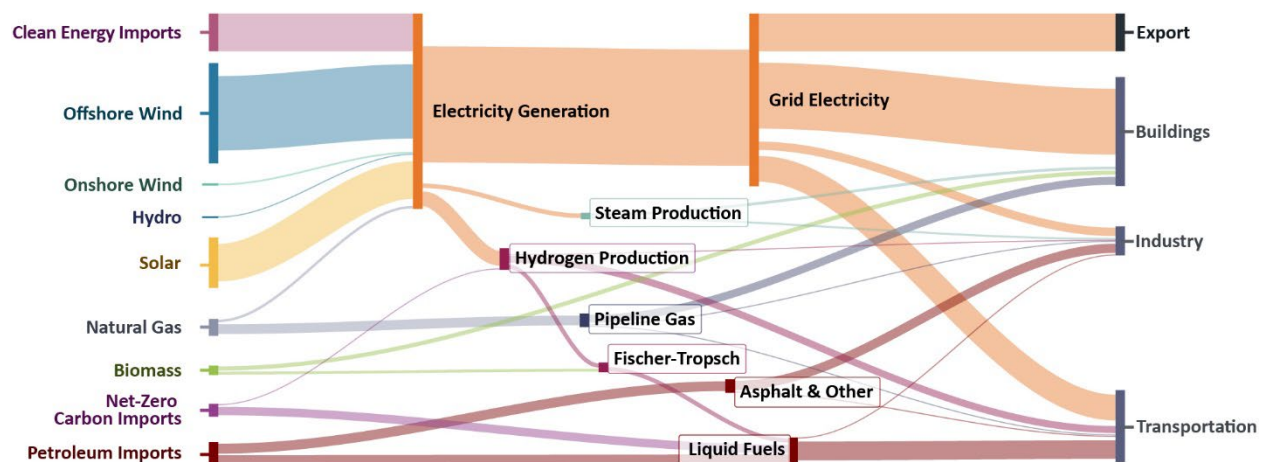 Clean Energy Imports
Offshore Wind
Onshore Wind
Hydro
Solar
Natural Gas
Biomass
Net-Zero
Carbon Imports
Petroleum Imports
Electricity Generation
Grid Electricity
Steam Production
Hydrogen Production
Pipeline Gas
Fischer-Tropsch
Asphalt & Other
Liquid Fuels
Export
Buildings
Industry
Transportation